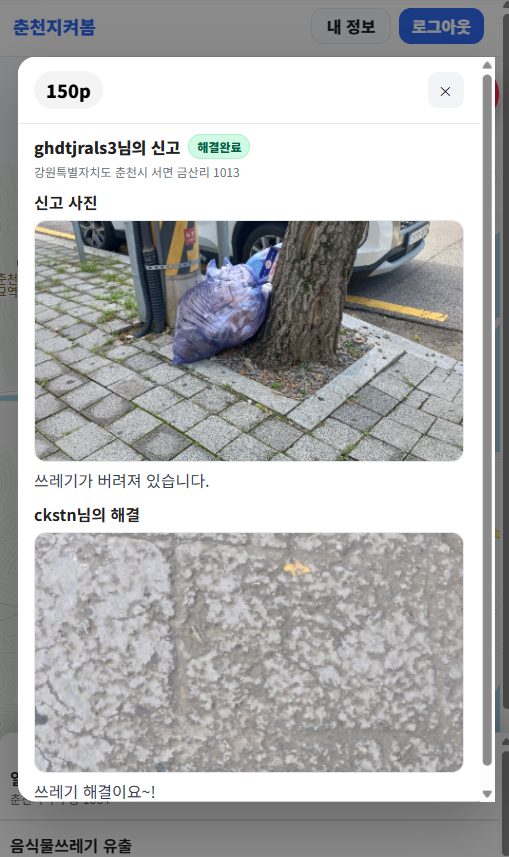 춘천지켜봄
내 정보
로그아웃
150p
×
ghdtjrals3님의 신고
해결완료
강원특별자치도 춘천시 서면 금산리 1013
신고 사진
쓰레기가 버려져 있습니다.
ckstn님의 해결
쓰레기 해결이요~!
음식물쓰레기 유출